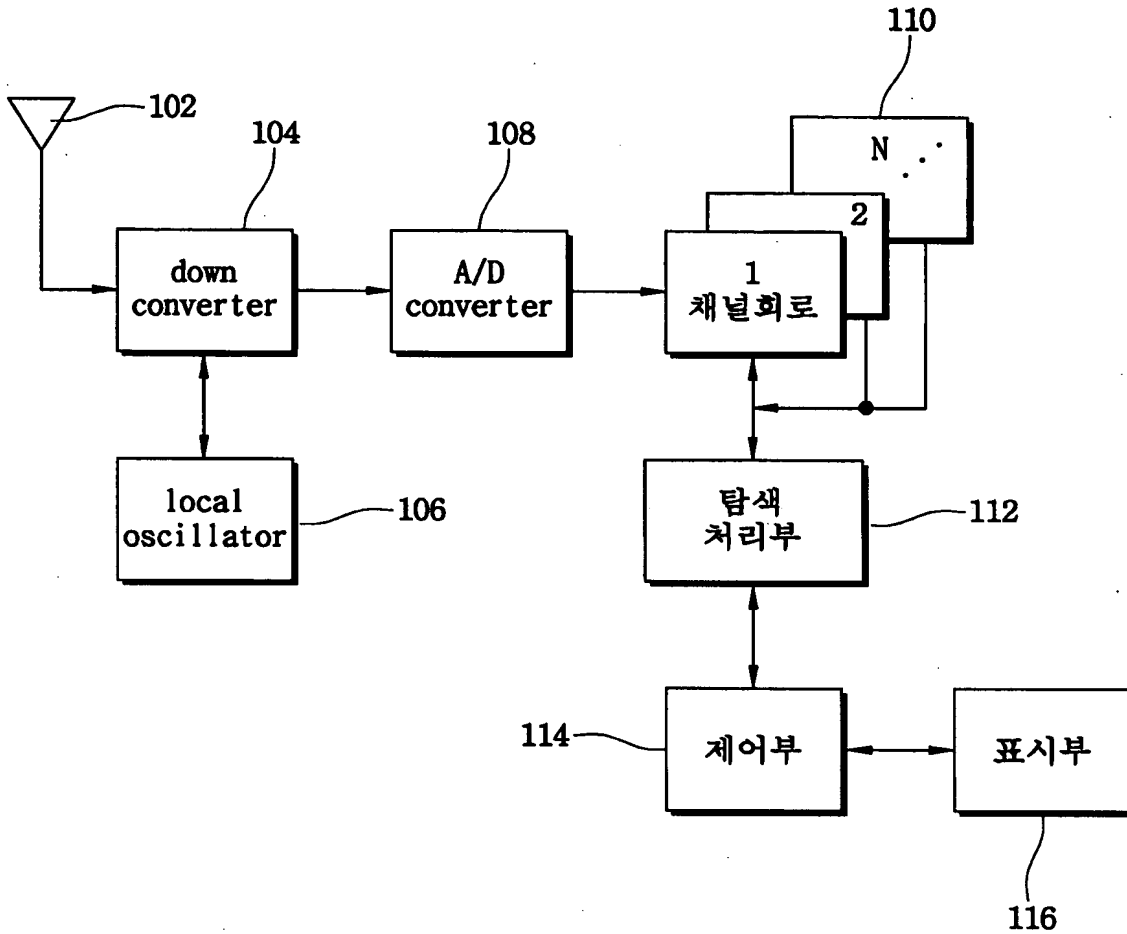 110
102
104
108
N
2
down
converter
A/D
converter
1
채널회로
local
oscillator
106
탐색
처리부
112
114
제어부
표시부
116